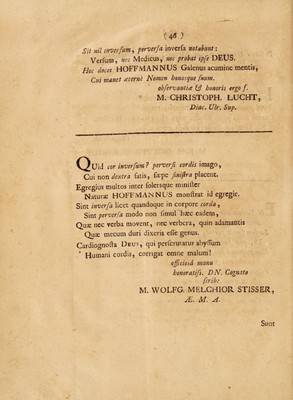 ( 46 )
Sit nil inversum, perversa inversa notabunt:
Versum, nec Medicus, nec probat ipse DEUS.
Hoc docet HOFFMANNUS Galenus acumine mentis,
Cui manet æternè Nomen honosque suum.
observantiæ & honoris ergo s.
M. CHRISTOPH. LUCHT,
Diac. Ulr. Sup.
QUid cor inversum? perversi cordis imago,
Cui non dextra satis, sæpe sinistra placent.
Egregius multos inter solersque minister
Naturæ HOFFMANNUS monstrat id egregie.
Sint inversa licet quandoque in corpore corda,
Sint perversa modo non simul hæc eadem,
Quæ nec verba movent, nec verbera, quin adamantis
Quæ mecum duri dixeris esse genus.
Cardiognosta DEUS, qui perscrutatur abyssum
Humani cordis, corrigat omne malum!
officiosâ manu
honoratiss. DN. Cognato
scrib:
M. WOLFG. MELCHIOR STISSER,
Æ. M. A.
Sunt